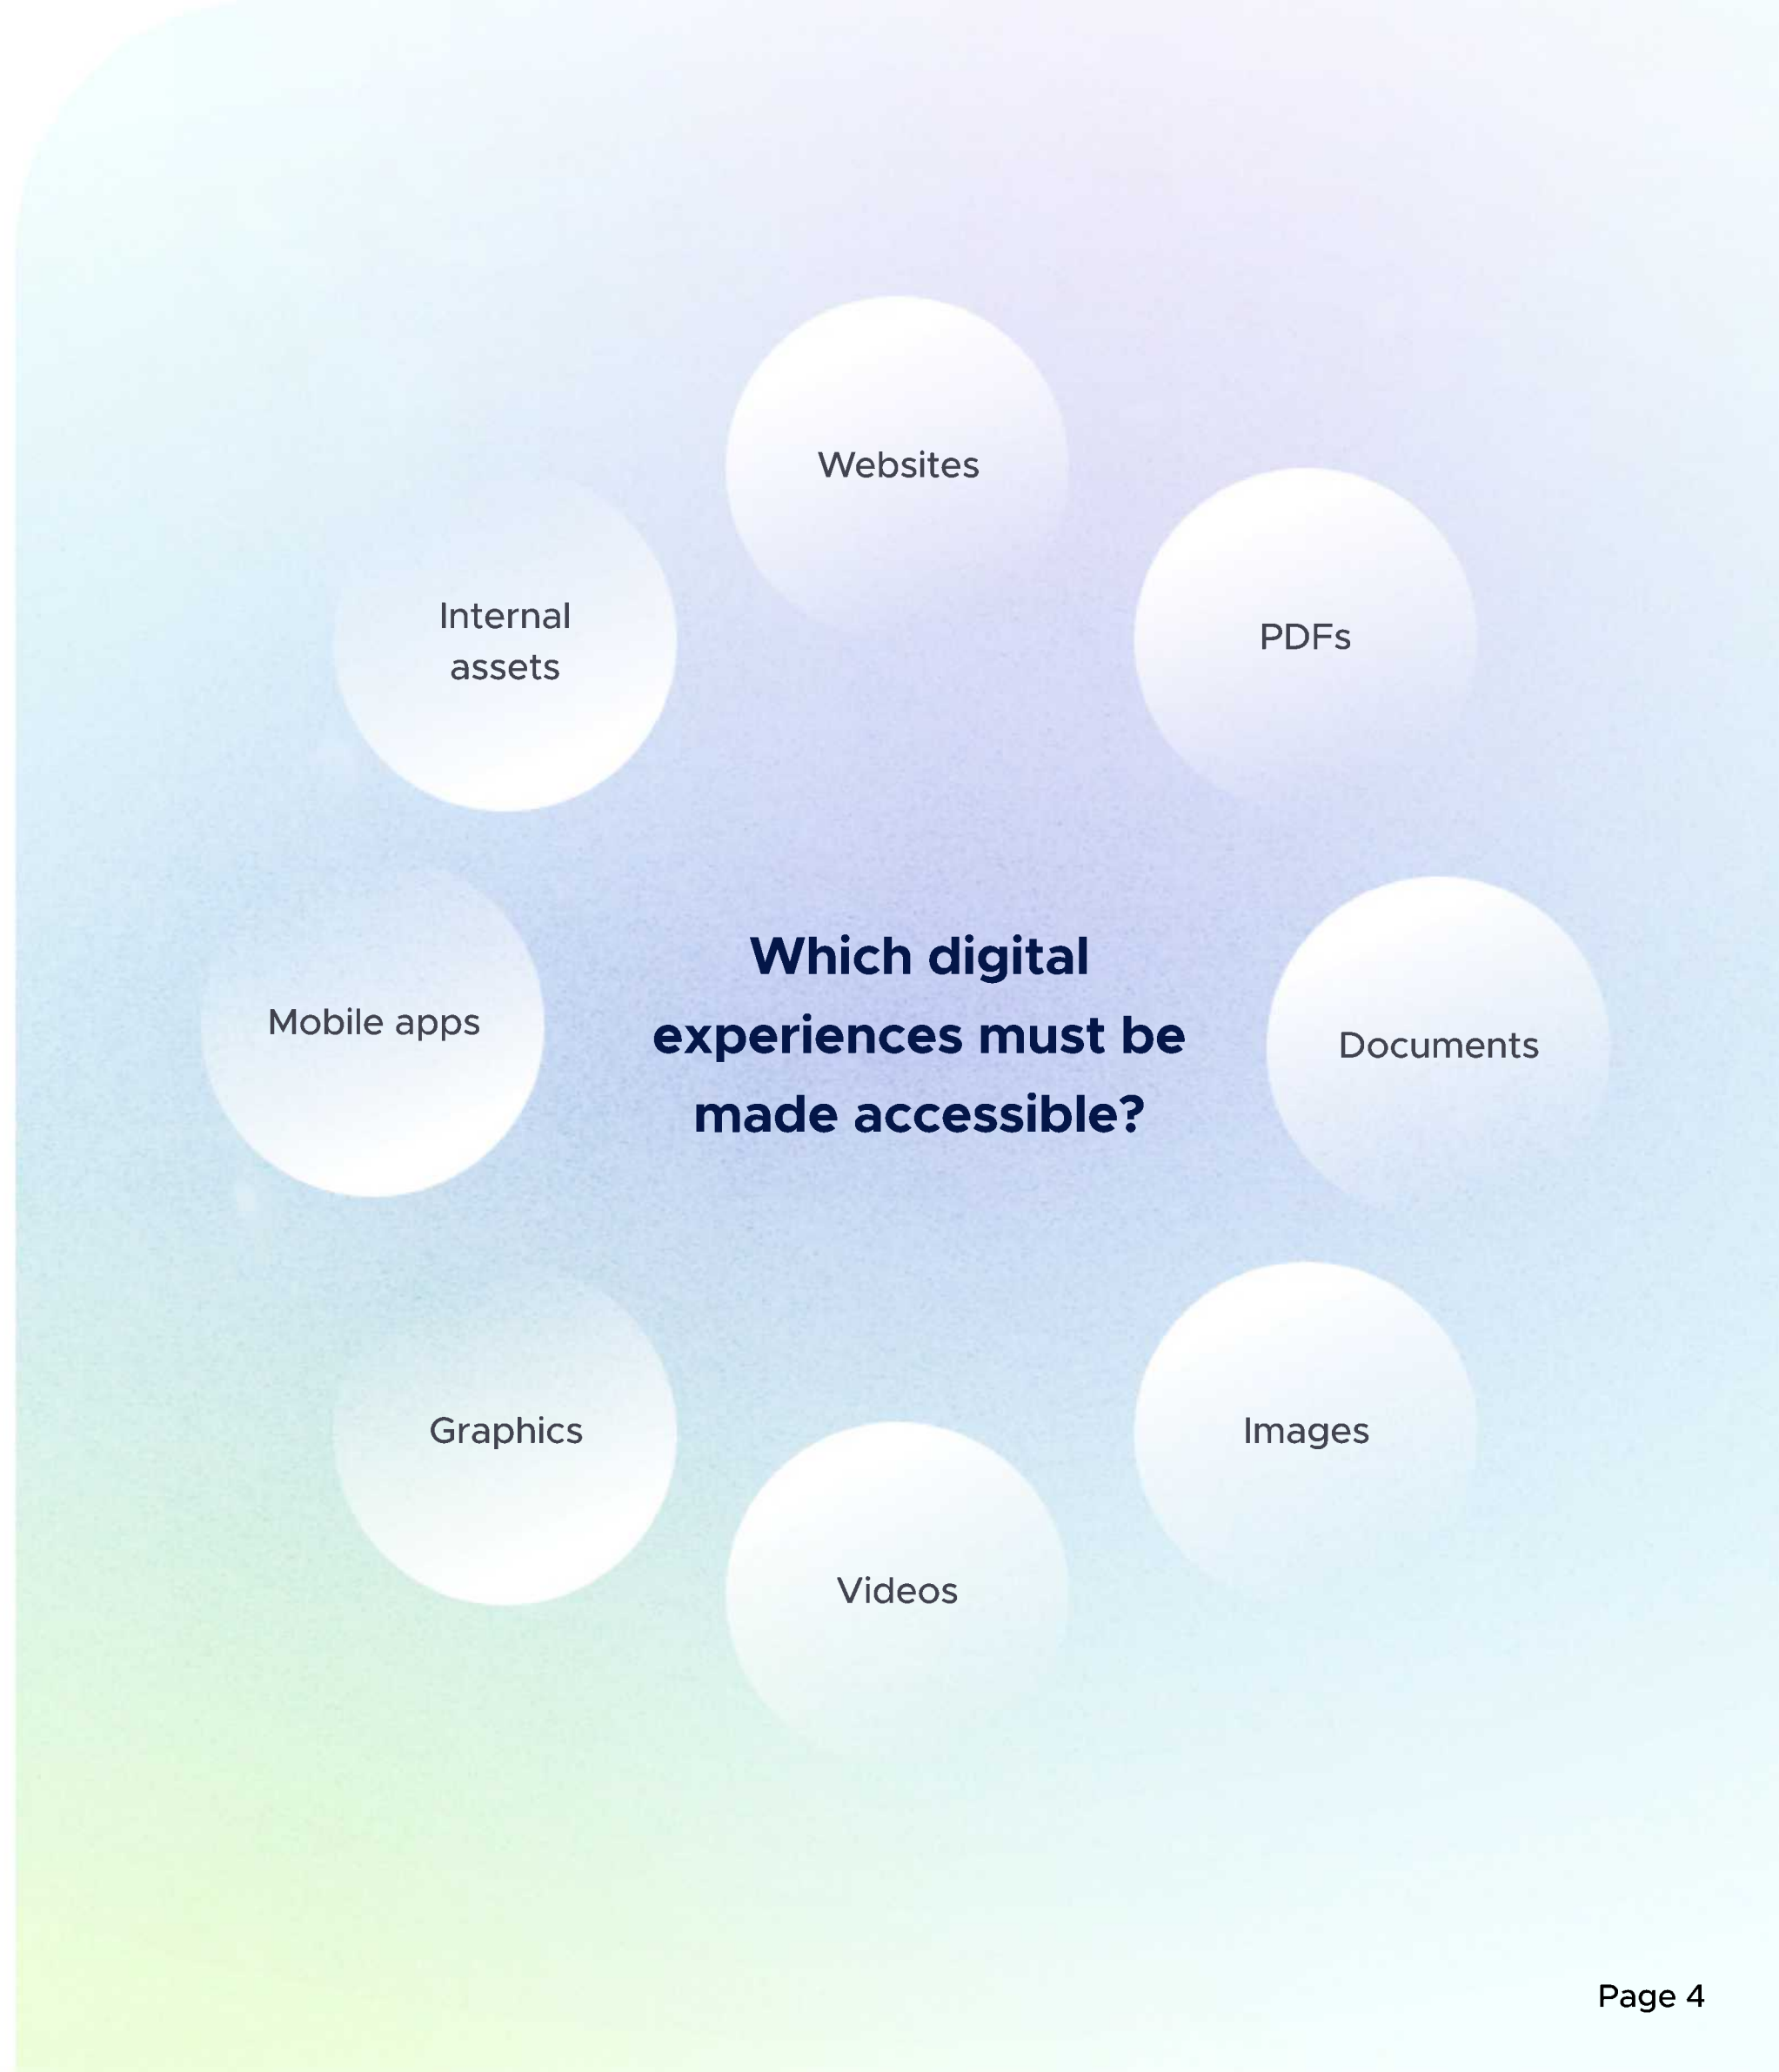 Websites
PDFs
Internal
assets
Which digital
experiences must be
made accessible?
Mobile apps
Documents
Graphics
Images
Videos
Page 4